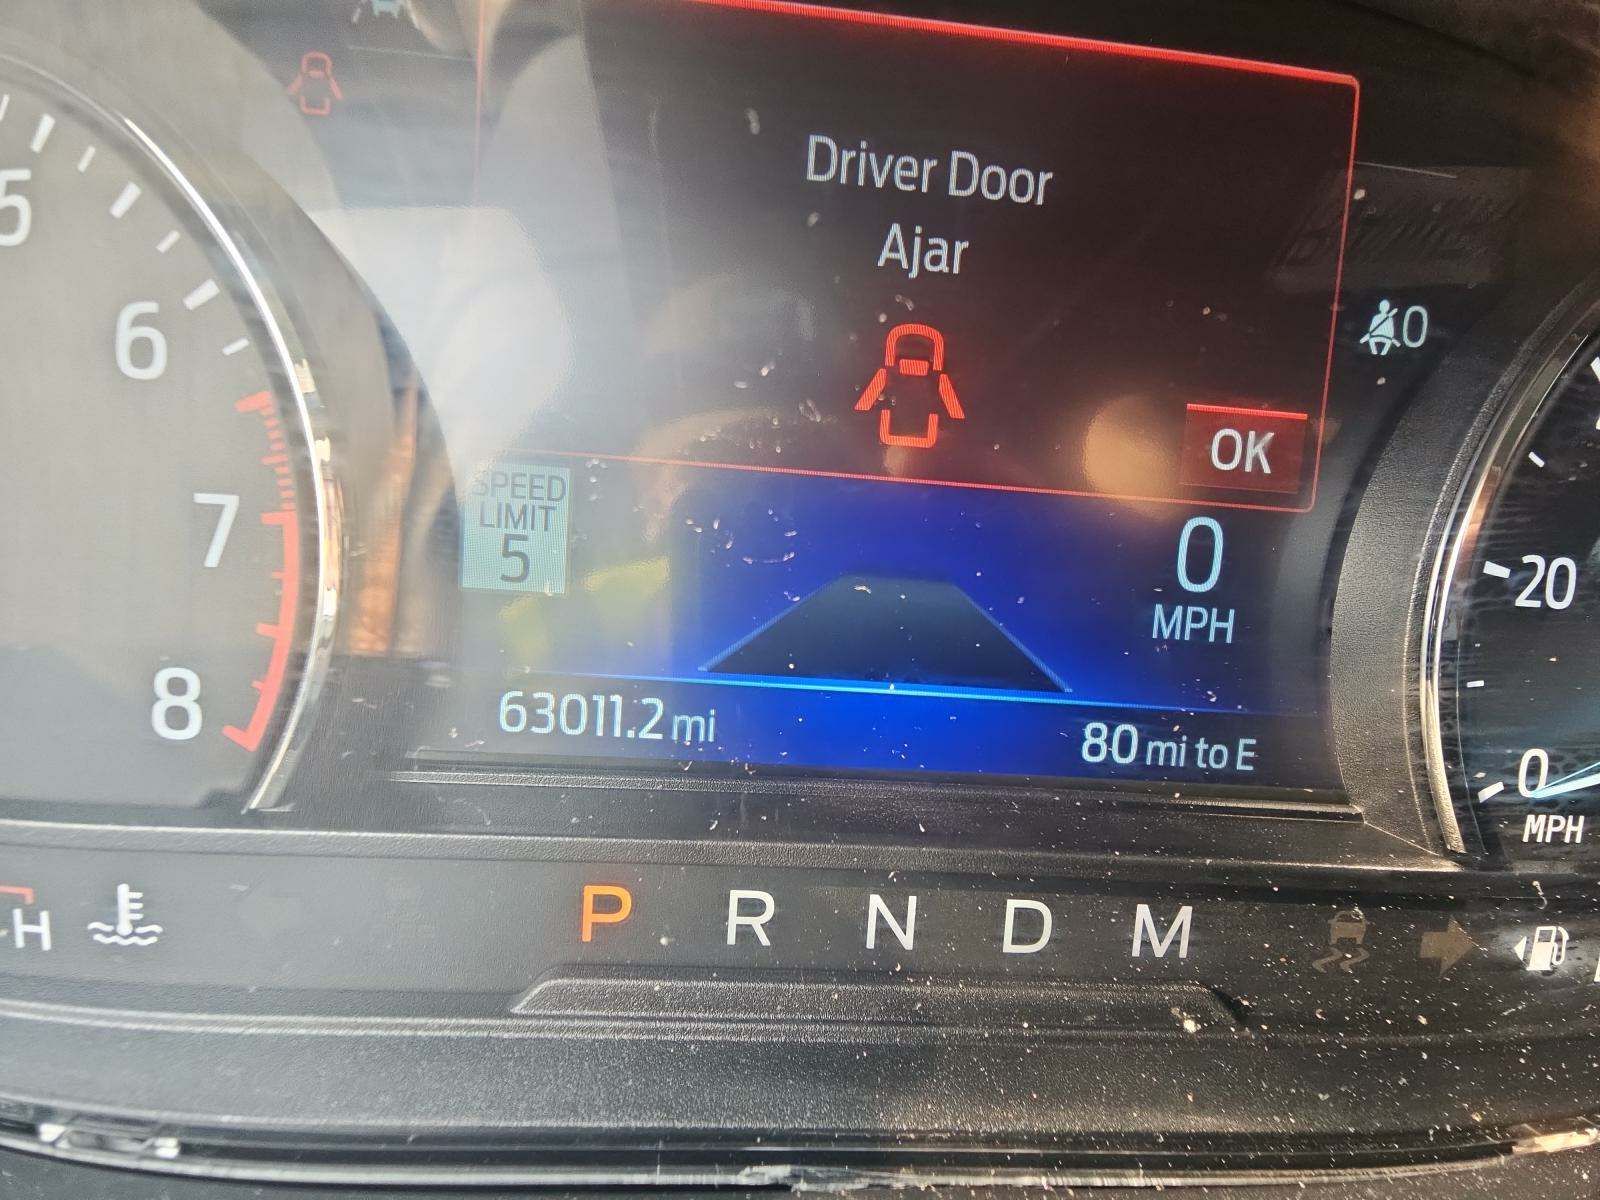 Driver Door
Ajar
OK
0
SPEED
LIMIT
5
0
MPH
63011.2 mi
80 mi to E
5
6
7
8
20
0
MPH
H
P R N D M